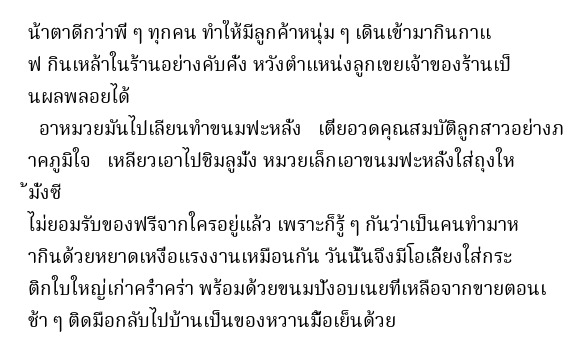 น้าตาดีกว่าพี่ ๆ ทุกคน ทำให้มีลูกค้าหนุ่ม ๆ เดินเข้ามากินกาแ
ฟ กินเหล้าในร้านอย่างคับคั่ง หวังตำแหน่งลูกเขยเจ้าของร้านเป็
นผลพลอยได้
อาหมวยมันไปเลียนทำขนมฟะหลั่ง เตี่ยอวดคุณสมบัติลูกสาวอย่างภ
าคภูมิใจ เหลียวเอาไปชิมลูมั่ง หมวยเล็กเอาขนมฟะหลั่งใส่ถุงให
้มั่งซี
ไม่ยอมรับของฟรีจากใครอยู่แล้ว เพราะก็รู้ ๆ กันว่าเป็นคนทำมาห
ากินด้วยหยาดเหงื่อแรงงานเหมือนกัน วันนั้นจึงมีโอเลี้ยงใส่กระ
ติกใบใหญ่เก่าคร่ำคร่า พร้อมด้วยขนมปังอบเนยที่เหลือจากขายตอนเ
ช้า ๆ ติดมือกลับไปบ้านเป็นของหวานมื้อเย็นด้วย